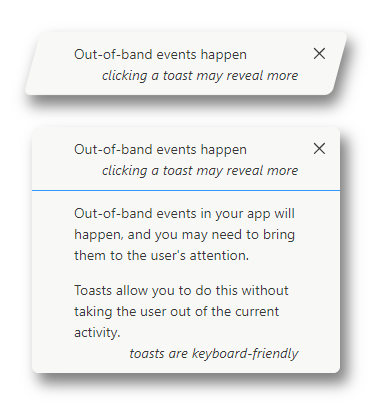 Out-of-band events happen
clicking a toast may reveal more
Out-of-band events happen
clicking a toast may reveal more
Out-of-band events in your app will
happen, and you may need to bring
them to the user's attention.
Toasts allow you to do this without
taking the user out of the current
activity.
toasts are keyboard-friendly